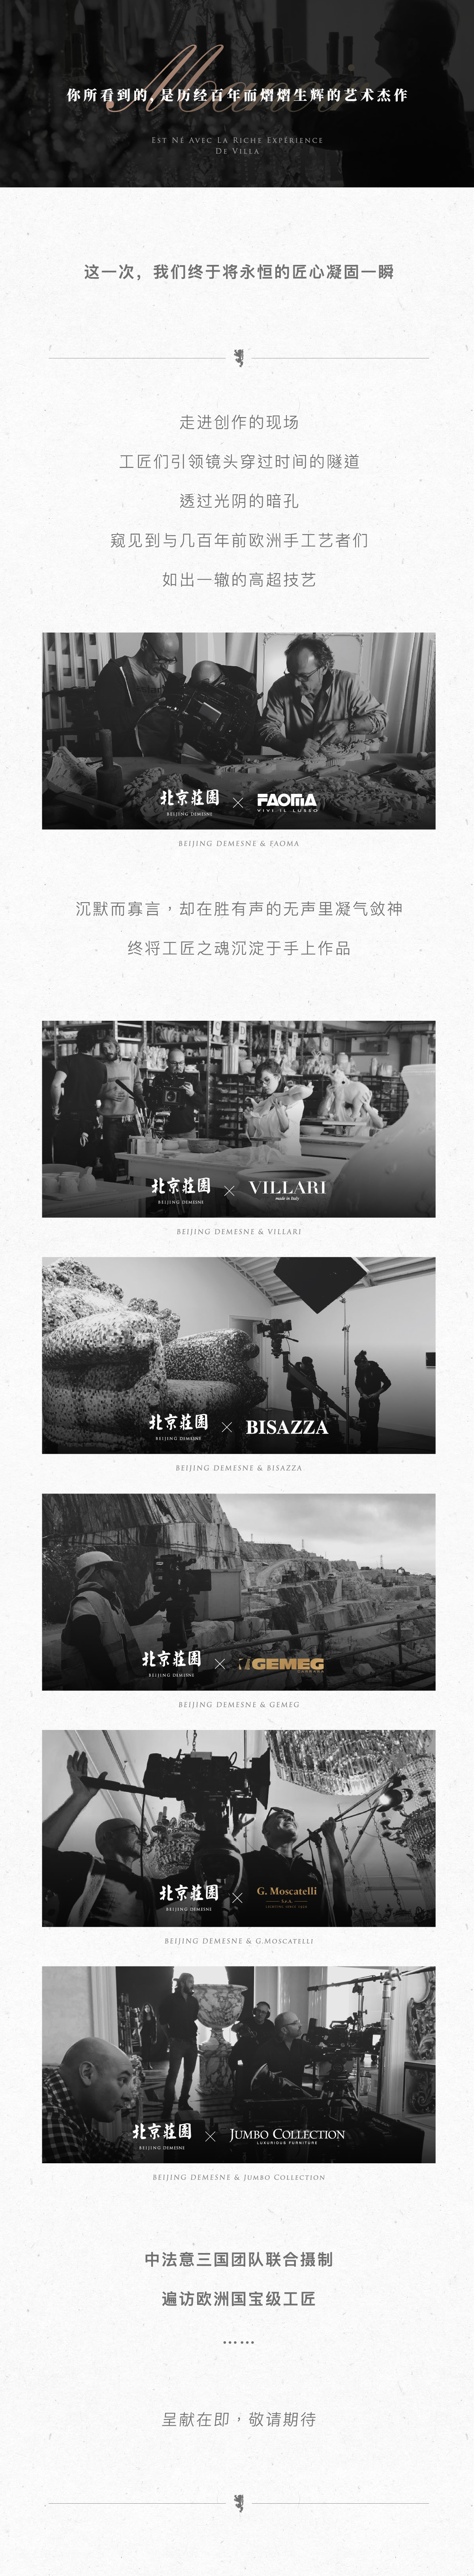 Manoir
你所看到的,是历经百年而熠熠生辉的艺术杰作
Est Né Avec La Riche Expérience
De Villa
这一次，我们终于将永恒的匠心凝固一瞬
走进创作的现场
工匠们引领镜头穿过时间的隧道
透过光阴的暗孔
窥见到与几百年前欧洲手工艺者们
如出一辙的高超技艺
北京莊園 × FAOMA
BEIJING DEMESNE VIVI IL LUSSO
BEIJING DEMESNE & FAOMA
沉默而寡言，却在胜有声的无声里凝气敛神
终将工匠之魂沉淀于手上作品
北京莊園 × VILLARI
BEIJING DEMESNE made in Italy
BEIJING DEMESNE & VILLARI
北京莊園 × BISAZZA
BEIJING DEMESNE
BEIJING DEMESNE & BISAZZA
北京莊園 × GEMEG
BEIJING DEMESNE CARRARA
BEIJING DEMESNE & GEMEG
北京莊園 × G. Moscatelli
S.p.A.
BEIJING DEMESNE
BEIJING DEMESNE & G.Moscatelli
北京莊園 × Jumbo Collection
BEIJING DEMESNE LUXURIOUS FURNITURE
BEIJING DEMESNE & Jumbo Collection
中法意三国团队联合摄制
遍访欧洲国宝级工匠
……
呈献在即，敬请期待